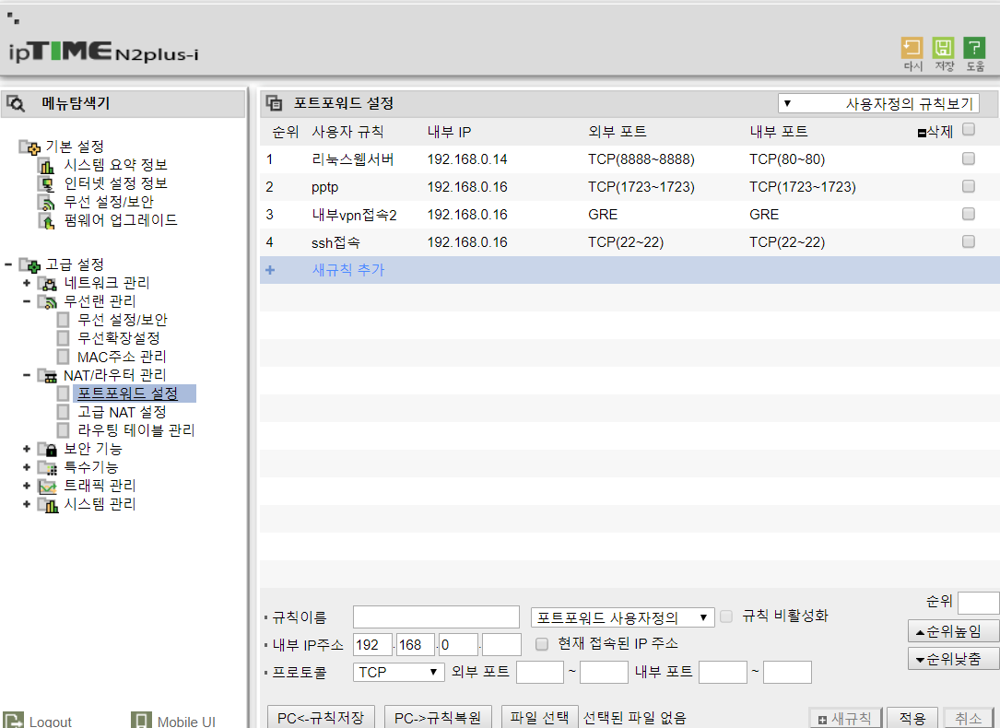 ipTIME N2plus-i
다시 저장 도움
메뉴탐색기
기본 설정
시스템 요약 정보
인터넷 설정 정보
무선 설정/보안
펌웨어 업그레이드
고급 설정
네트워크 관리
무선랜 관리
무선 설정/보안
무선확장설정
MAC주소 관리
NAT/라우터 관리
포트포워드 설정
고급 NAT 설정
라우팅 테이블 관리
보안 기능
특수기능
트래픽 관리
시스템 관리
Logout Mobile UI
포트포워드 설정 ▼ 사용자정의 규칙보기
순위 사용자 규칙 내부 IP 외부 포트 내부 포트 삭제
1 리눅스웹서버 192.168.0.14 TCP(8888~8888) TCP(80~80)
2 pptp 192.168.0.16 TCP(1723~1723) TCP(1723~1723)
3 내부vpn접속2 192.168.0.16 GRE GRE
4 ssh접속 192.168.0.16 TCP(22~22) TCP(22~22)
+ 새규칙 추가
순위
규칙이름 포트포워드 사용자정의 ▼ 규칙 비활성화
▲순위높임
내부 IP주소 192 . 168 . 0 . 현재 접속된 IP 주소
▼순위낮춤
프로토콜 TCP ▼ 외부 포트 ~ 내부 포트 ~
PC<-규칙저장 PC->규칙복원 파일 선택 선택된 파일 없음 새규칙 적용 취소